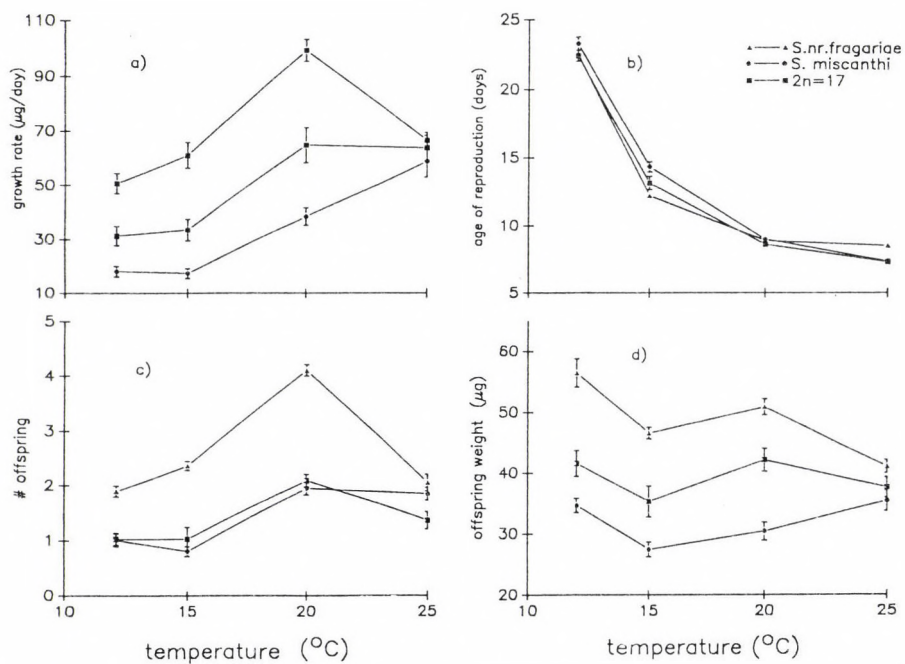 a)
growth rate (µg/day)
110
90
70
50
30
10
b)
age of reproduction (days)
25
20
15
10
5
S.nr.fragariae
S. miscanthi
2n=17
c)
# offspring
5
4
3
2
1
0
10
15
20
25
temperature (°C)
d)
offspring weight (µg)
60
50
40
30
20
10
15
20
25
temperature (°C)